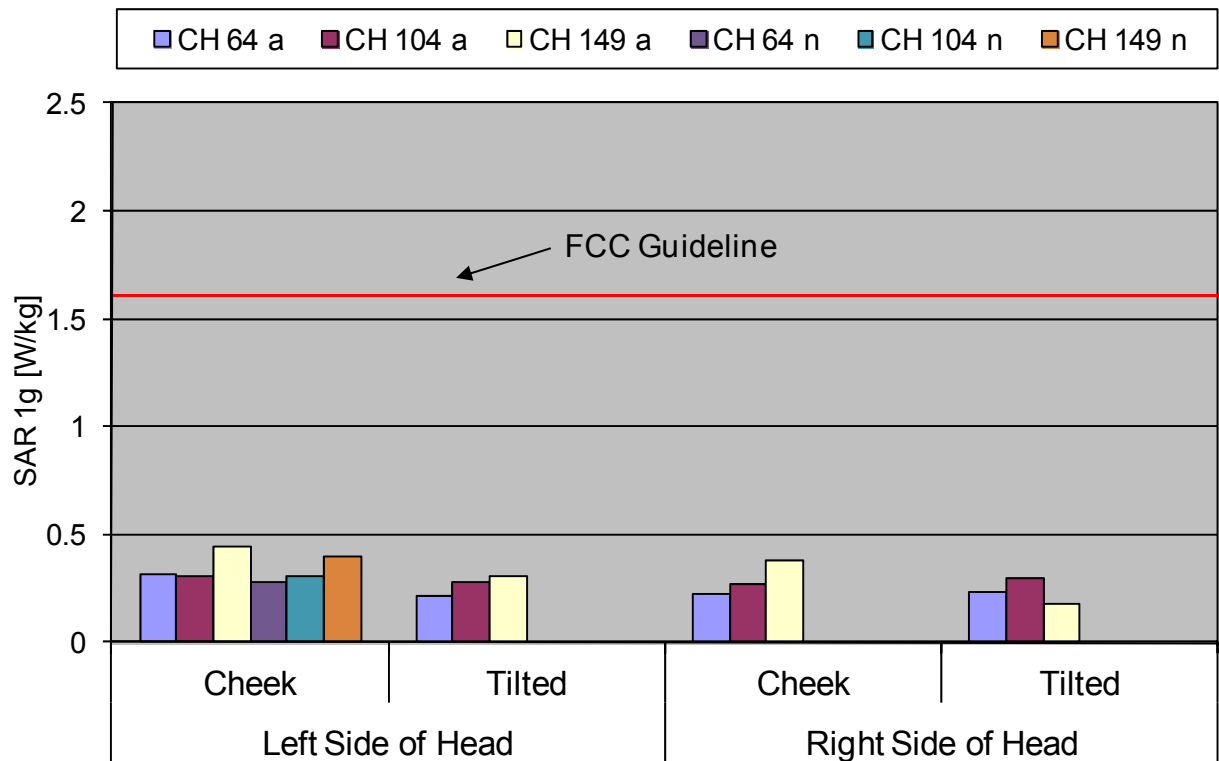 CH 64 a CH 104 a CH 149 a CH 64 n CH 104 n CH 149 n
2.5
2
FCC Guideline
1.5
1
0.5
0
SAR 1g [W/kg]
Cheek Tilted Cheek Tilted
Left Side of Head Right Side of Head